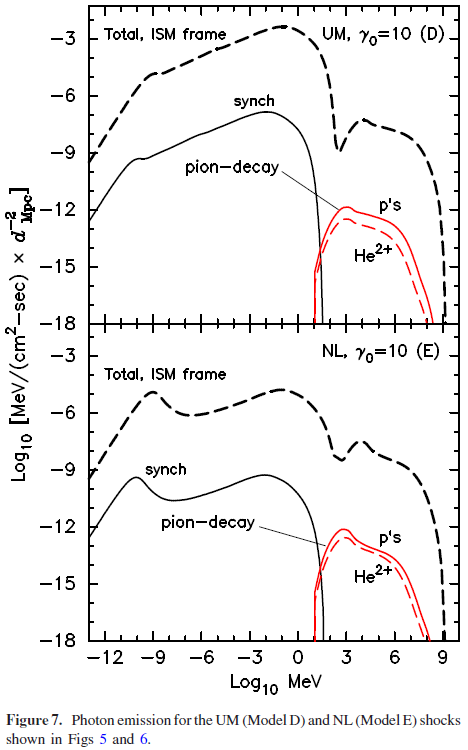 Total, ISM frame
UM, γ0=10 (D)
synch
pion-decay
p's
He2+
-3
-6
-9
-12
-15
-18
Log10 [MeV/(cm2-sec) × d-2Mpc]
Total, ISM frame
NL, γ0=10 (E)
synch
pion-decay
p's
He2+
-3
-6
-9
-12
-15
-18
-12 -9 -6 -3 0 3 6 9
Log10 MeV
Figure 7. Photon emission for the UM (Model D) and NL (Model E) shocks
shown in Figs 5 and 6.